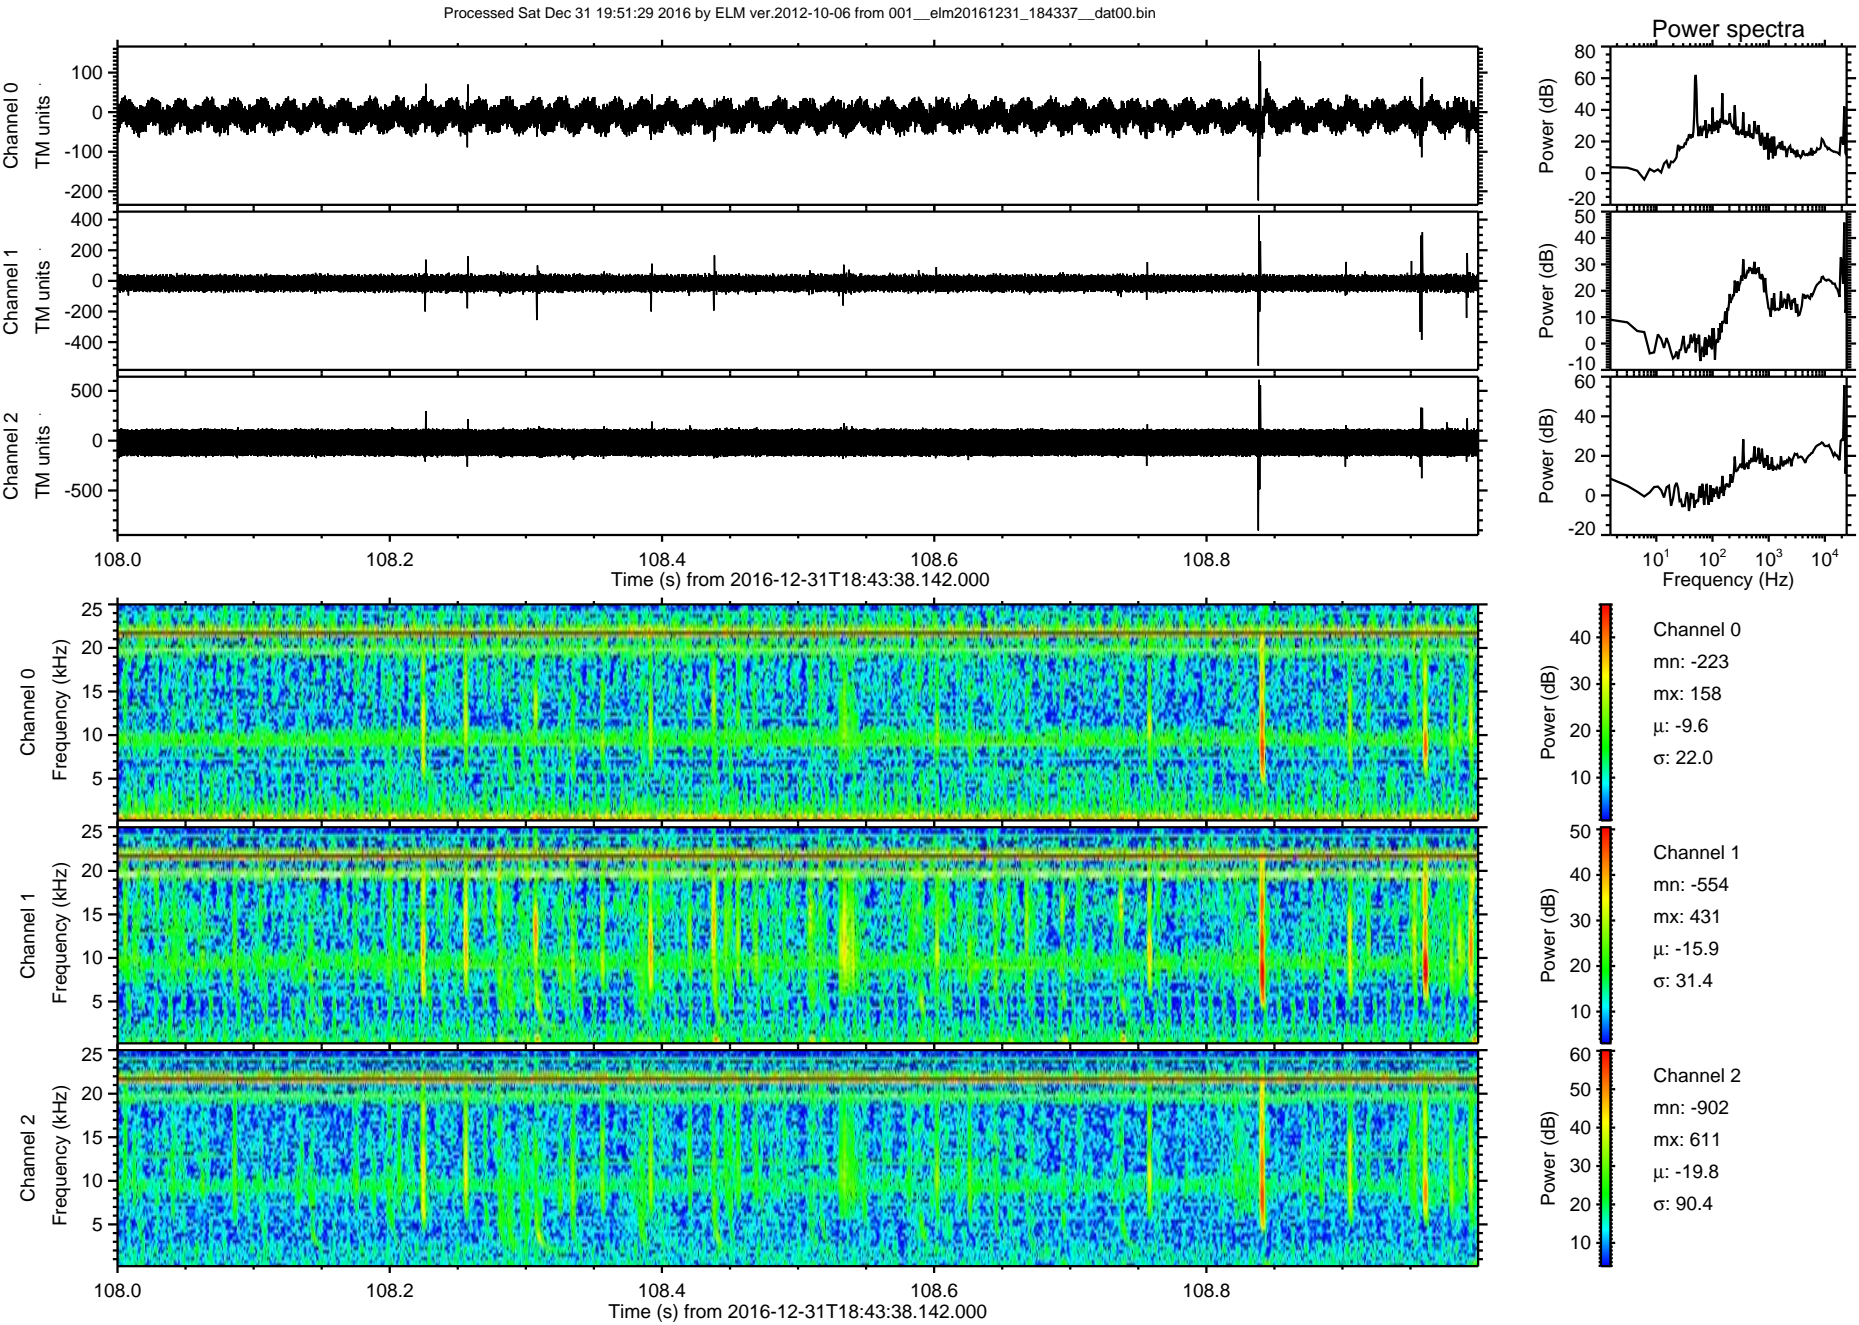 Processed Sat Dec 31 19:51:29 2016 by ELM ver.2012-10-06 from 001__elm20161231_184337__dat00.bin
Power spectra
Channel 0
TM units
100
0
-100
-200
Power (dB)
80
60
40
20
0
-20
Channel 1
TM units
400
200
0
-200
-400
Power (dB)
50
40
30
20
10
0
-10
Channel 2
TM units
500
0
-500
Power (dB)
60
40
20
0
-20
108.0
108.2
108.4
108.6
108.8
Time (s) from 2016-12-31T18:43:38.142.000
10^1
10^2
10^3
10^4
Frequency (Hz)
Channel 0
Frequency (kHz)
25
20
15
10
5
Power (dB)
40
30
20
10
Channel 0
mn: -223
mx: 158
μ: -9.6
σ: 22.0
Channel 1
Frequency (kHz)
25
20
15
10
5
Power (dB)
50
40
30
20
10
Channel 1
mn: -554
mx: 431
μ: -15.9
σ: 31.4
Channel 2
Frequency (kHz)
25
20
15
10
5
Power (dB)
60
50
40
30
20
10
Channel 2
mn: -902
mx: 611
μ: -19.8
σ: 90.4
108.0
108.2
108.4
108.6
108.8
Time (s) from 2016-12-31T18:43:38.142.000